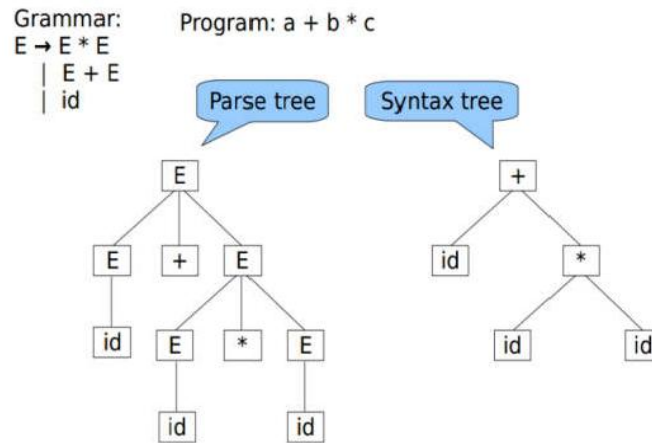 Grammar: Program: a + b * c
E → E * E
| E + E
| id
Parse tree Syntax tree
E +
E + E id *
id E * E id id
id id